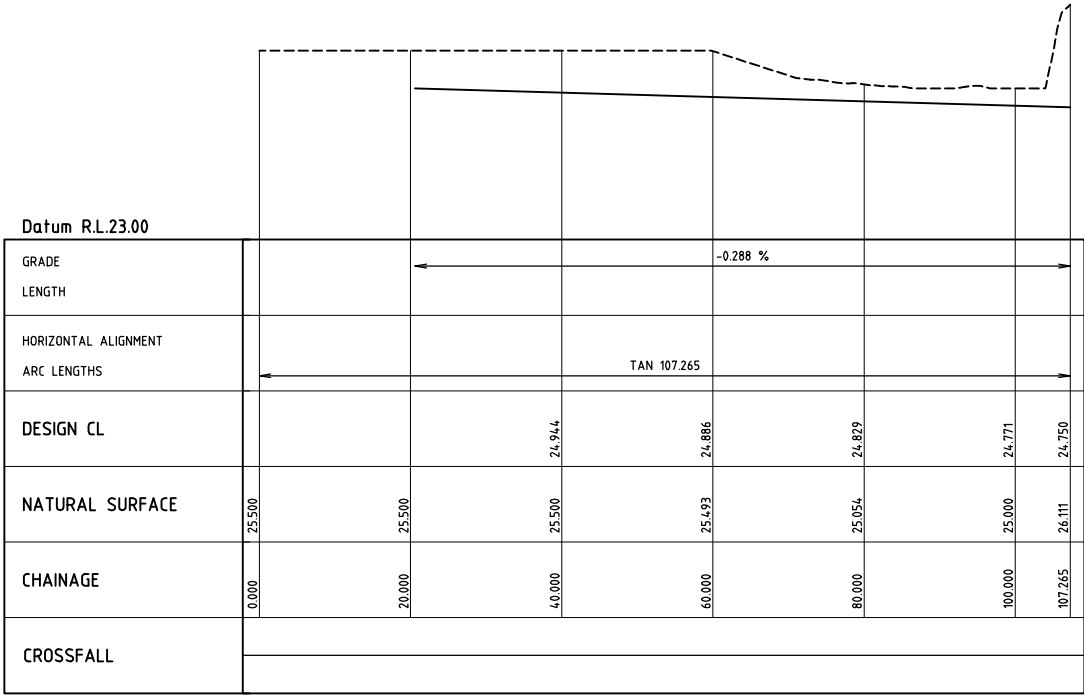 Datum R.L.23.00
GRADE
-0.288 %
LENGTH
HORIZONTAL ALIGNMENT
ARC LENGTHS
TAN 107.265
DESIGN CL
24.944
24.886
24.829
24.771
24.750
NATURAL SURFACE
25.500
25.500
25.500
25.493
25.054
25.000
26.111
CHAINAGE
0.000
20.000
40.000
60.000
80.000
100.000
107.265
CROSSFALL